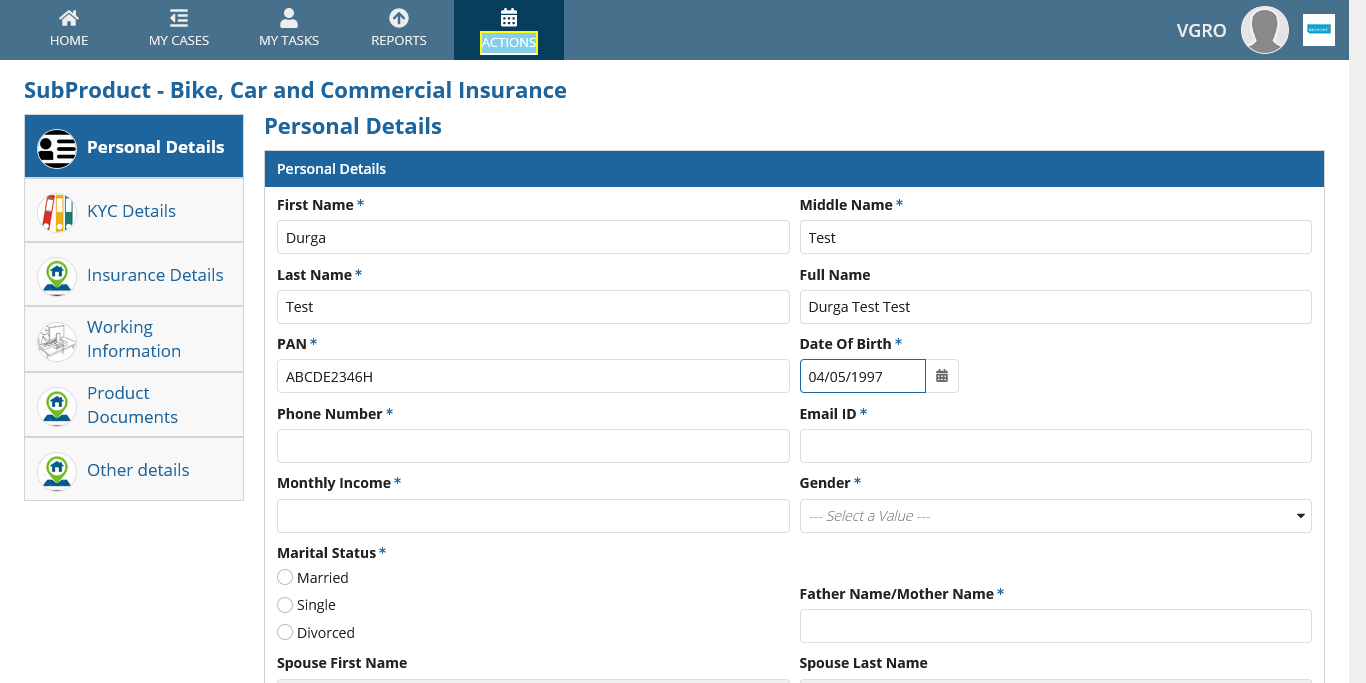 HOME
MY CASES
MY TASKS
REPORTS
ACTIONS
VGRO
SubProduct - Bike, Car and Commercial Insurance
Personal Details
KYC Details
Insurance Details
Working
Information
Product
Documents
Other details
Personal Details
Personal Details
First Name *
Middle Name *
Durga
Test
Last Name *
Full Name
Test
Durga Test Test
PAN *
Date Of Birth *
ABCDE2346H
04/05/1997
Phone Number *
Email ID *
Monthly Income *
Gender *
--- Select a Value ---
Marital Status *
Married
Single
Divorced
Father Name/Mother Name *
Spouse First Name
Spouse Last Name